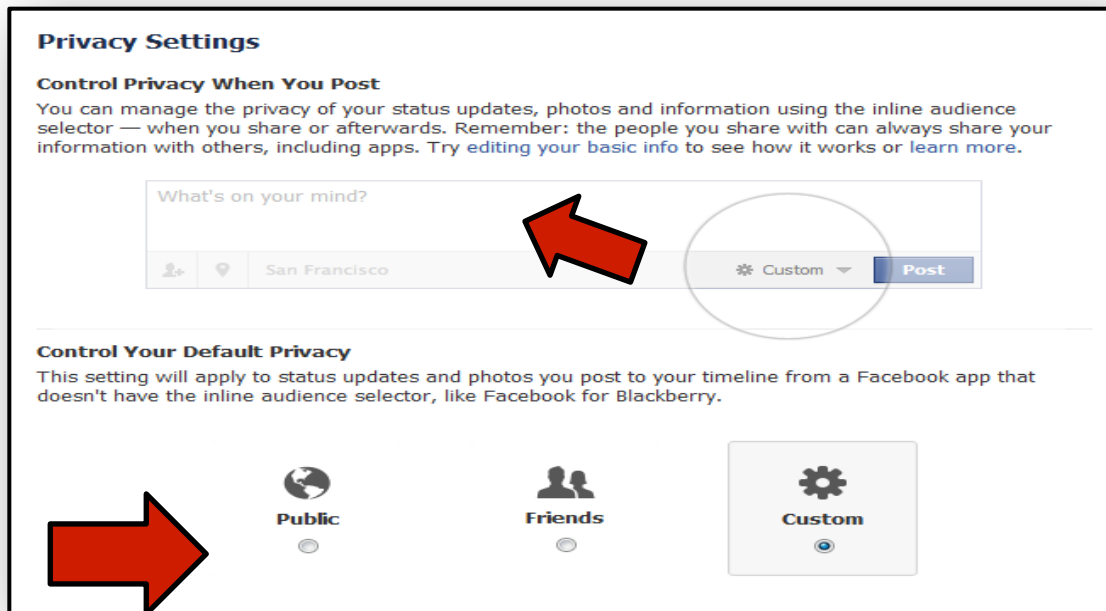 Privacy Settings
Control Privacy When You Post
You can manage the privacy of your status updates, photos and information using the inline audience
selector — when you share or afterwards. Remember: the people you share with can always share your
information with others, including apps. Try editing your basic info to see how it works or learn more.
What's on your mind?
San Francisco
Custom
Post
Control Your Default Privacy
This setting will apply to status updates and photos you post to your timeline from a Facebook app that
doesn't have the inline audience selector, like Facebook for Blackberry.
Public
Friends
Custom